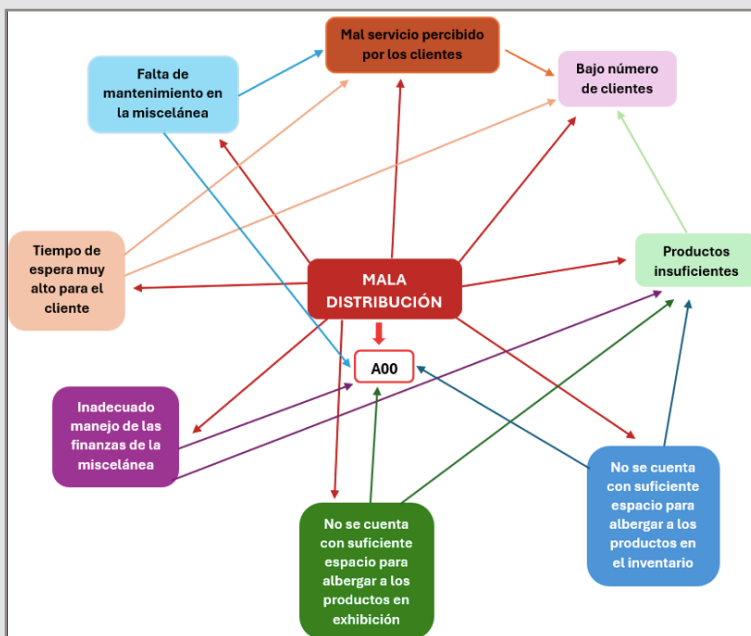 Mal servicio percibido
por los clientes
Falta de
mantenimiento en
la miscelánea
Bajo número
de clientes
Tiempo de
espera muy
alto para el
cliente
MALA
DISTRIBUCIÓN
Productos
insuficientes
A00
Inadecuado
manejo de las
finanzas de la
miscelánea
No se cuenta
con suficiente
espacio para
albergar a los
productos en
exhibición
No se cuenta
con suficiente
espacio para
albergar a los
productos en
el inventario